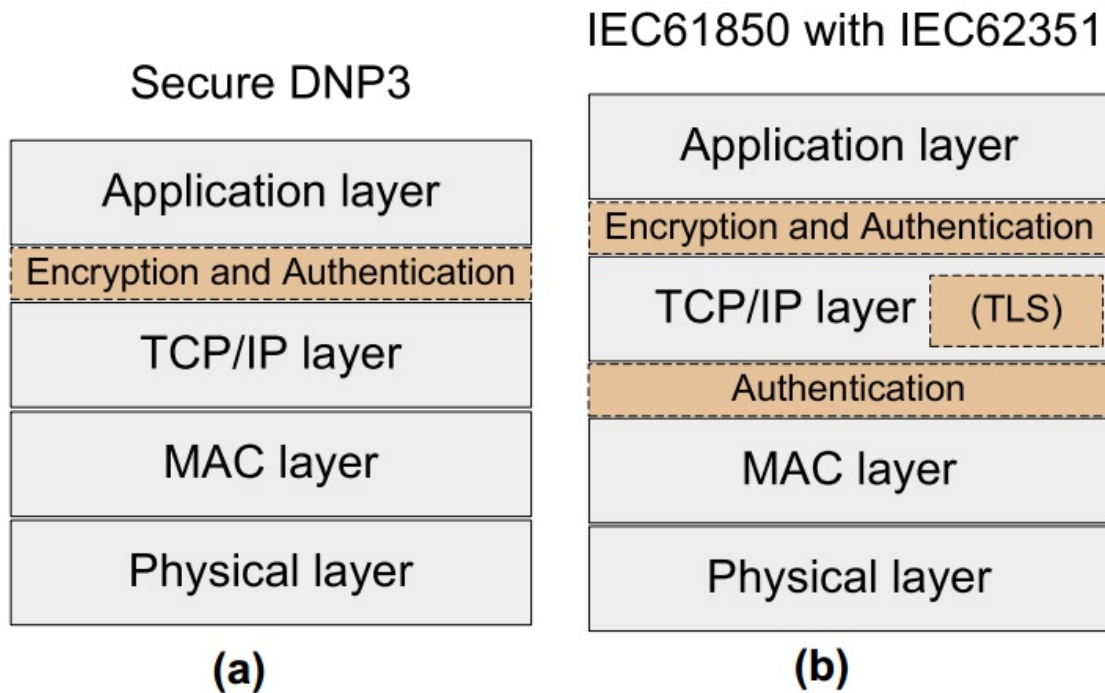 Secure DNP3
Application layer
Encryption and Authentication
TCP/IP layer
MAC layer
Physical layer
(a)
IEC61850 with IEC62351
Application layer
Encryption and Authentication
TCP/IP layer (TLS)
Authentication
MAC layer
Physical layer
(b)